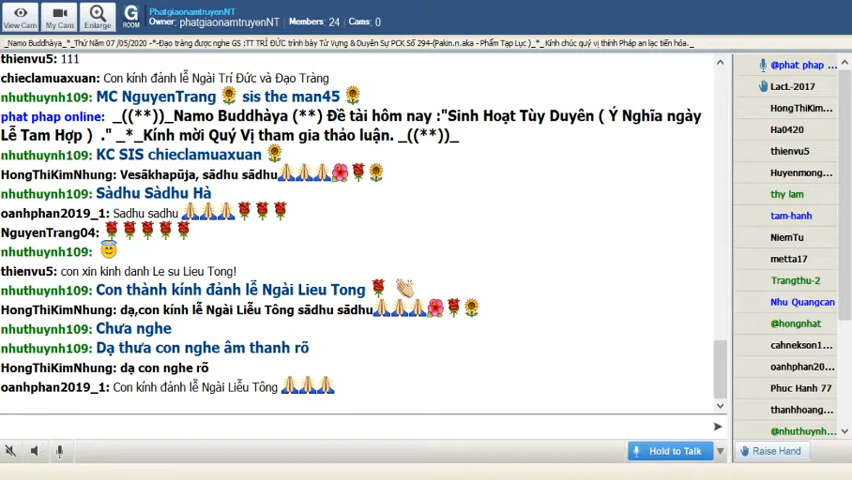 View Cam
My Cam
Enlarge
G
ROOM
PhatgiaonamtruyenNT
Owner: phatgiaonamtruyenNT Members: 24 Cams: 0
_Namo Buddhàya_*_Thứ Năm 07 /05/2020 -*-Đạo tràng được nghe GS :TT TRÍ ĐỨC trình bày Từ Vựng & Duyên Sự PCK Số 294-(Pakin.n.aka - Phẩm Tạp Lục )_*_ Kính chúc quý vị thính Pháp an lạc tiến hóa._
thienvu5: 111
chieclamuaxuan: Con kính đảnh lễ Ngài Trí Đức và Đạo Tràng
nhuthuynh109: MC NguyenTrang sis the man45
phat phap online: _((**))_Namo Buddhàya (**) Đề tài hôm nay :"Sinh Hoạt Tùy Duyên ( Ý Nghĩa ngày
Lễ Tam Hợp ) ." _*_Kính mời Quý Vị tham gia thảo luận. _((**))_
nhuthuynh109: KC SIS chieclamuaxuan
HongThiKimNhung: Vesākhapūja, sādhu sādhu
nhuthuynh109: Sàdhu Sàdhu Hà
oanhphan2019_1: Sadhu sadhu
NguyenTrang04:
nhuthuynh109:
thienvu5: con xin kinh danh Le su Lieu Tong!
nhuthuynh109: Con thành kính đảnh lễ Ngài Lieu Tong
HongThiKimNhung: dạ,con kính lễ Ngài Liễu Tông sādhu sādhu
nhuthuynh109: Chưa nghe
nhuthuynh109: Dạ thưa con nghe âm thanh rõ
HongThiKimNhung: dạ con nghe rõ
oanhphan2019_1: Con kính đảnh lễ Ngài Liễu Tông
Hold to Talk
@phat phap ...
LacL-2017
HongThiKim...
Ha0420
thienvu5
Huyenmong...
thy lam
tam-hanh
NiemTu
metta17
Trangthu-2
Nhu Quangcan
@hongnhat
cahnekson1...
oanhphan20...
Phuc Hanh 77
thanhhoang...
@nhuthuynh...
Raise Hand